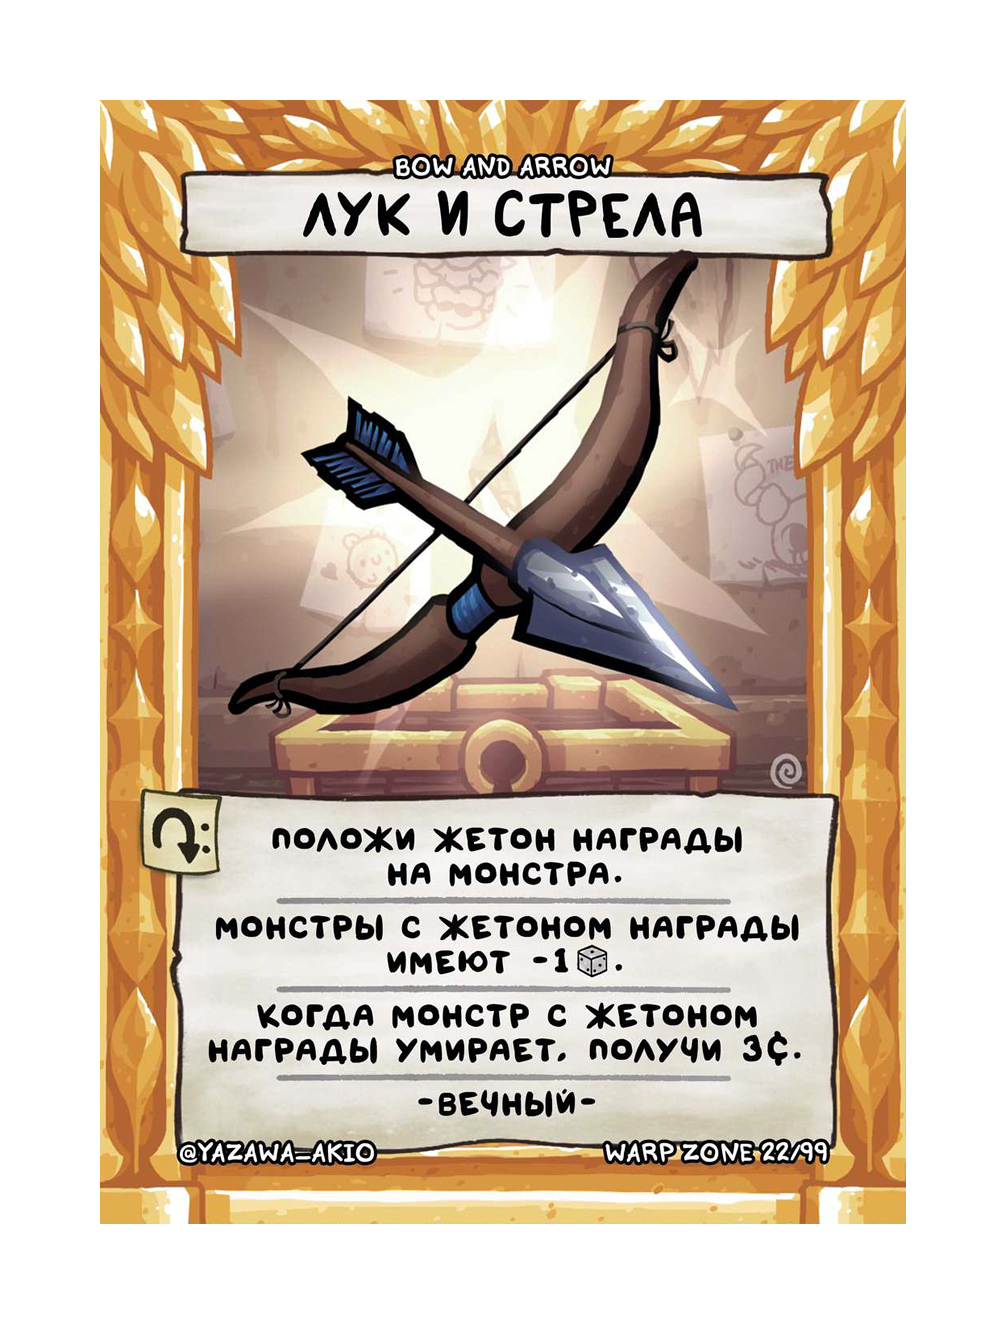 BOW AND ARROW
ЛУК И СТРЕЛА
THE
ПОЛОЖИ ЖЕТОН НАГРАДЫ
НА МОНСТРА.
МОНСТРЫ С ЖЕТОНОМ НАГРАДЫ
ИМЕЮТ -1.
КОГДА МОНСТР С ЖЕТОНОМ
НАГРАДЫ УМИРАЕТ, ПОЛУЧИ 3¢.
-ВЕЧНЫЙ-
@YAZAWA_AKIO
WARP ZONE 22/99